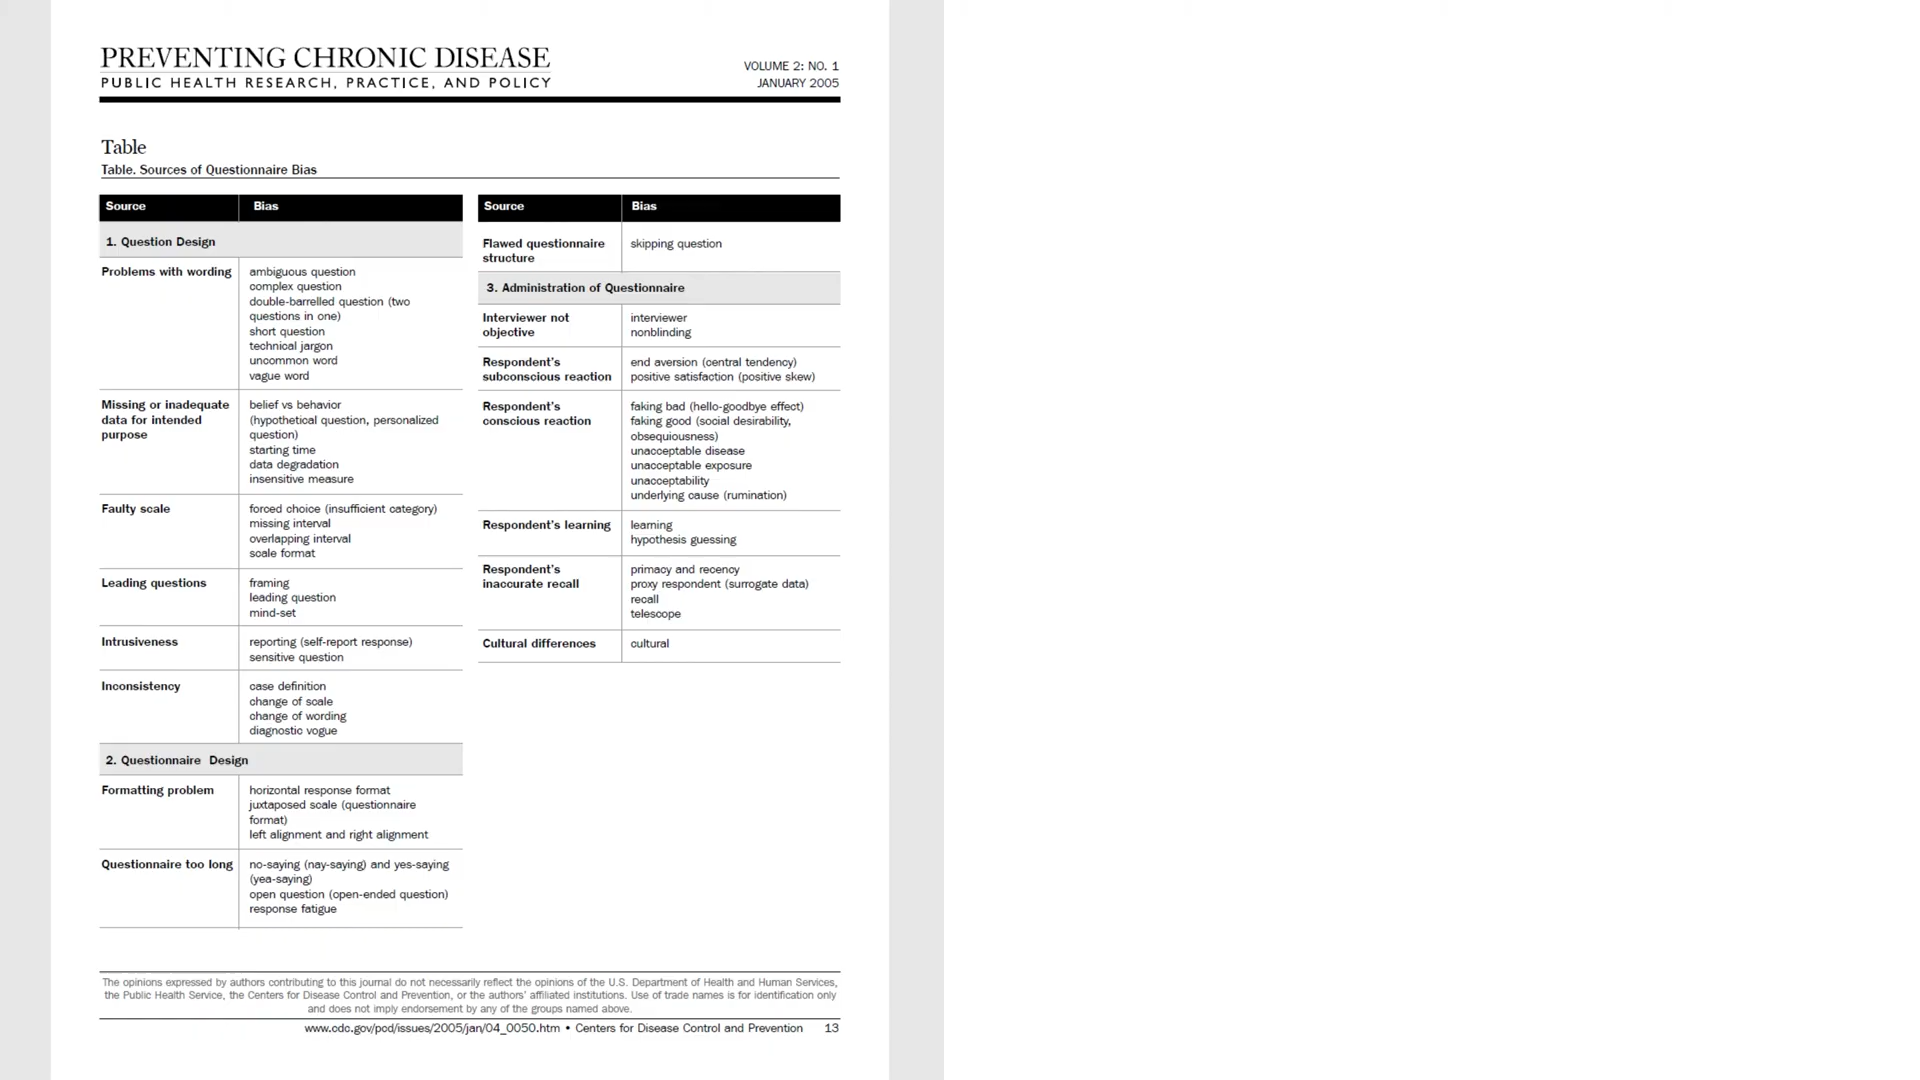 PREVENTING CHRONIC DISEASE
PUBLIC HEALTH RESEARCH, PRACTICE, AND POLICY
VOLUME 2: NO. 1
JANUARY 2005
Table
Table. Sources of Questionnaire Bias
Source Bias
1. Question Design
Problems with wording ambiguous question
complex question
double-barrelled question (two
questions in one)
short question
technical jargon
uncommon word
vague word
Missing or inadequate belief vs behavior
data for intended (hypothetical question, personalized
purpose question)
starting time
data degradation
insensitive measure
Faulty scale forced choice (insufficient category)
missing interval
overlapping interval
scale format
Leading questions framing
leading question
mind-set
Intrusiveness reporting (self-report response)
sensitive question
Inconsistency case definition
change of scale
change of wording
diagnostic vogue
2. Questionnaire Design
Formatting problem horizontal response format
juxtaposed scale (questionnaire
format)
left alignment and right alignment
Questionnaire too long no-saying (nay-saying) and yes-saying
(yea-saying)
open question (open-ended question)
response fatigue
Source Bias
Flawed questionnaire skipping question
structure
3. Administration of Questionnaire
Interviewer not interviewer
objective nonblinding
Respondent's end aversion (central tendency)
subconscious reaction positive satisfaction (positive skew)
Respondent's faking bad (hello-goodbye effect)
conscious reaction faking good (social desirability,
obsequiousness)
unacceptable disease
unacceptable exposure
unacceptability
underlying cause (rumination)
Respondent's learning learning
hypothesis guessing
Respondent's primacy and recency
inaccurate recall proxy respondent (surrogate data)
recall
telescope
Cultural differences cultural
The opinions expressed by authors contributing to this journal do not necessarily reflect the opinions of the U.S. Department of Health and Human Services,
the Public Health Service, the Centers for Disease Control and Prevention, or the authors' affiliated institutions. Use of trade names is for identification only
and does not imply endorsement by any of the groups named above.
www.cdc.gov/pcd/issues/2005/jan/04_0050.htm • Centers for Disease Control and Prevention 13